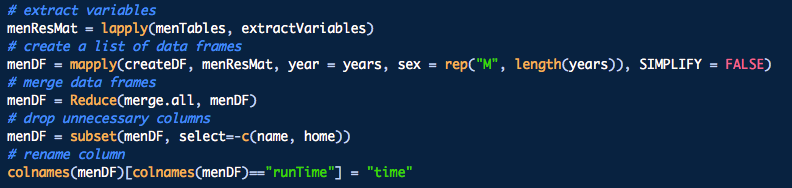 # extract variables
menResMat = lapply(menTables, extractVariables)
# create a list of data frames
menDF = mapply(createDF, menResMat, year = years, sex = rep("M", length(years)), SIMPLIFY = FALSE)
# merge data frames
menDF = Reduce(merge.all, menDF)
# drop unnecessary columns
menDF = subset(menDF, select=-c(name, home))
# rename column
colnames(menDF)[colnames(menDF)=="runTime"] = "time"